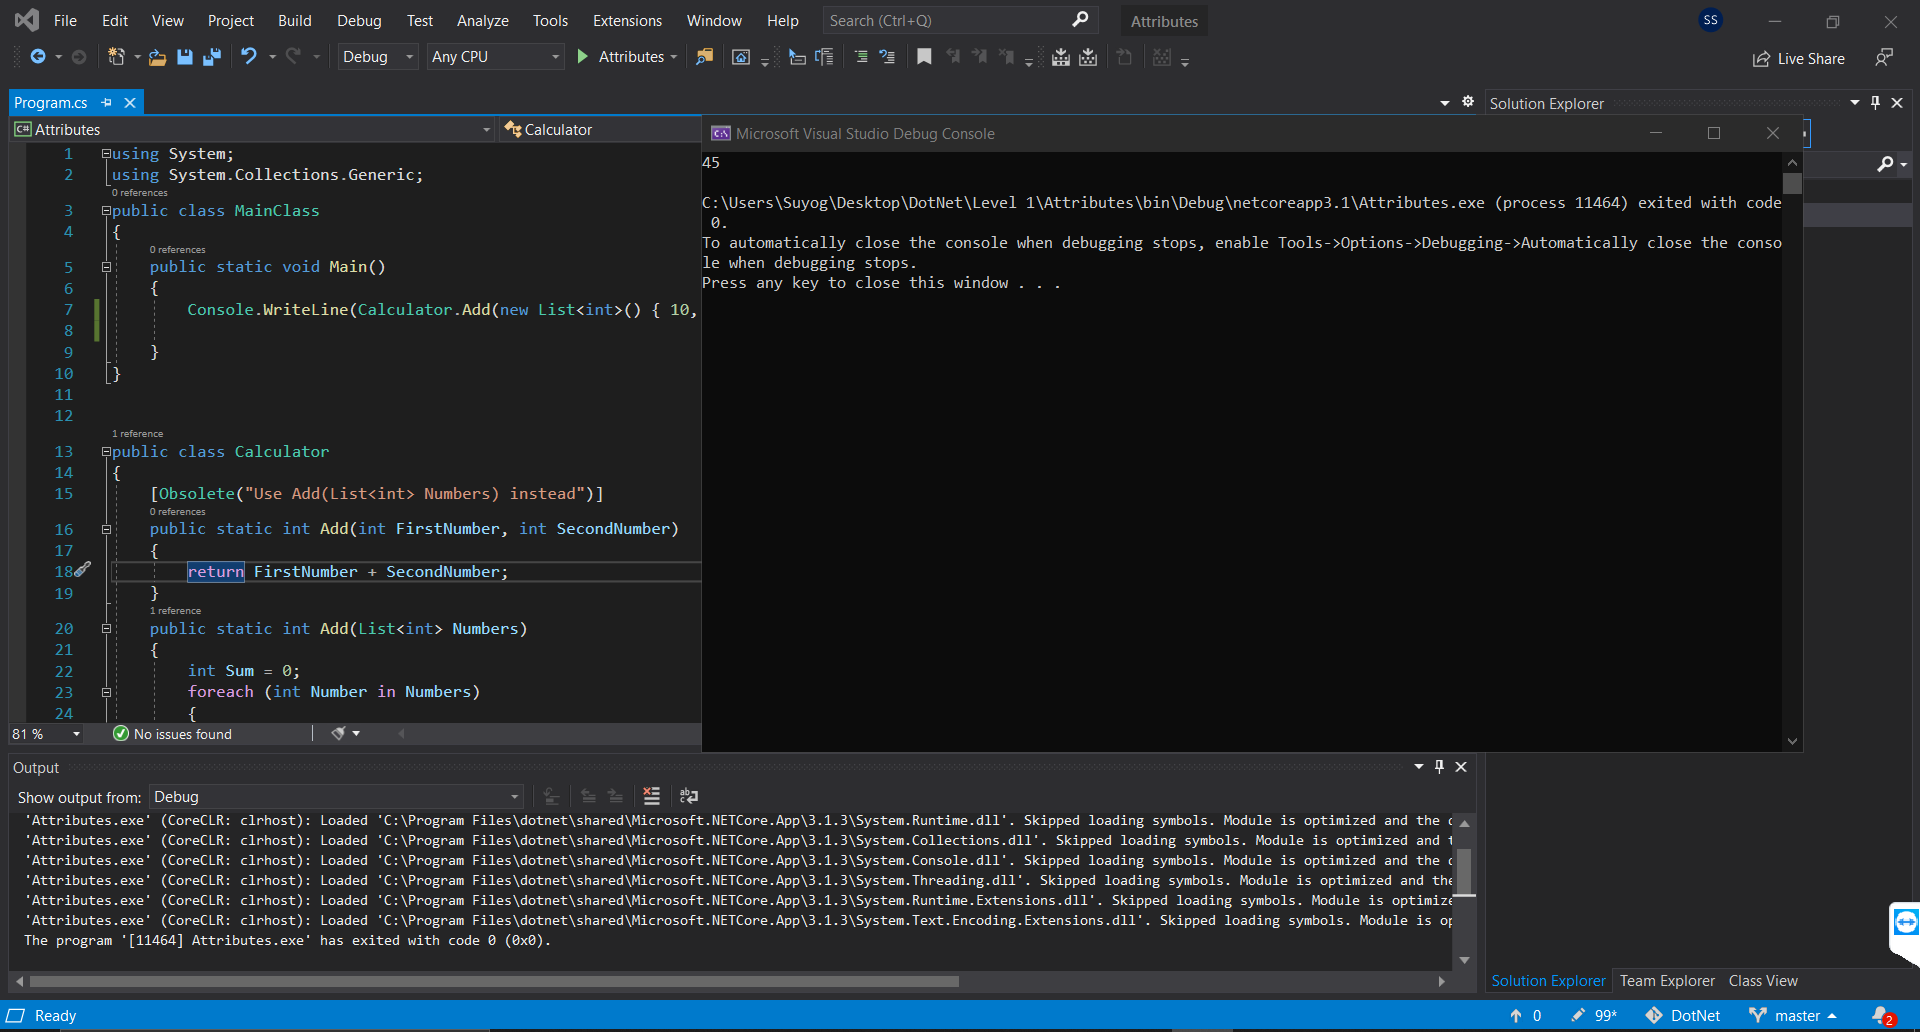 File Edit View Project Build Debug Test Analyze Tools Extensions Window Help Search (Ctrl+Q) Attributes SS
Debug Any CPU Attributes Live Share
Program.cs
Attributes Calculator
1 using System;
2 using System.Collections.Generic;
0 references
3 public class MainClass
4 {
0 references
5 public static void Main()
6 {
7 Console.WriteLine(Calculator.Add(new List<int>() { 10,
8
9 }
10 }
11
12
1 reference
13 public class Calculator
14 {
15 [Obsolete("Use Add(List<int> Numbers) instead")]
0 references
16 public static int Add(int FirstNumber, int SecondNumber)
17 {
18 return FirstNumber + SecondNumber;
19 }
1 reference
20 public static int Add(List<int> Numbers)
21 {
22 int Sum = 0;
23 foreach (int Number in Numbers)
24 {
81 % No issues found
Microsoft Visual Studio Debug Console
45
C:\Users\Suyog\Desktop\DotNet\Level 1\Attributes\bin\Debug\netcoreapp3.1\Attributes.exe (process 11464) exited with code
0.
To automatically close the console when debugging stops, enable Tools->Options->Debugging->Automatically close the conso
le when debugging stops.
Press any key to close this window . . .
Solution Explorer
Output
Show output from: Debug
'Attributes.exe' (CoreCLR: clrhost): Loaded 'C:\Program Files\dotnet\shared\Microsoft.NETCore.App\3.1.3\System.Runtime.dll'. Skipped loading symbols. Module is optimized and the
'Attributes.exe' (CoreCLR: clrhost): Loaded 'C:\Program Files\dotnet\shared\Microsoft.NETCore.App\3.1.3\System.Collections.dll'. Skipped loading symbols. Module is optimized and
'Attributes.exe' (CoreCLR: clrhost): Loaded 'C:\Program Files\dotnet\shared\Microsoft.NETCore.App\3.1.3\System.Console.dll'. Skipped loading symbols. Module is optimized and the
'Attributes.exe' (CoreCLR: clrhost): Loaded 'C:\Program Files\dotnet\shared\Microsoft.NETCore.App\3.1.3\System.Threading.dll'. Skipped loading symbols. Module is optimized and the
'Attributes.exe' (CoreCLR: clrhost): Loaded 'C:\Program Files\dotnet\shared\Microsoft.NETCore.App\3.1.3\System.Runtime.Extensions.dll'. Skipped loading symbols. Module is optimize
'Attributes.exe' (CoreCLR: clrhost): Loaded 'C:\Program Files\dotnet\shared\Microsoft.NETCore.App\3.1.3\System.Text.Encoding.Extensions.dll'. Skipped loading symbols. Module is op
The program '[11464] Attributes.exe' has exited with code 0 (0x0).
Solution Explorer Team Explorer Class View
Ready 0 99* DotNet master 2